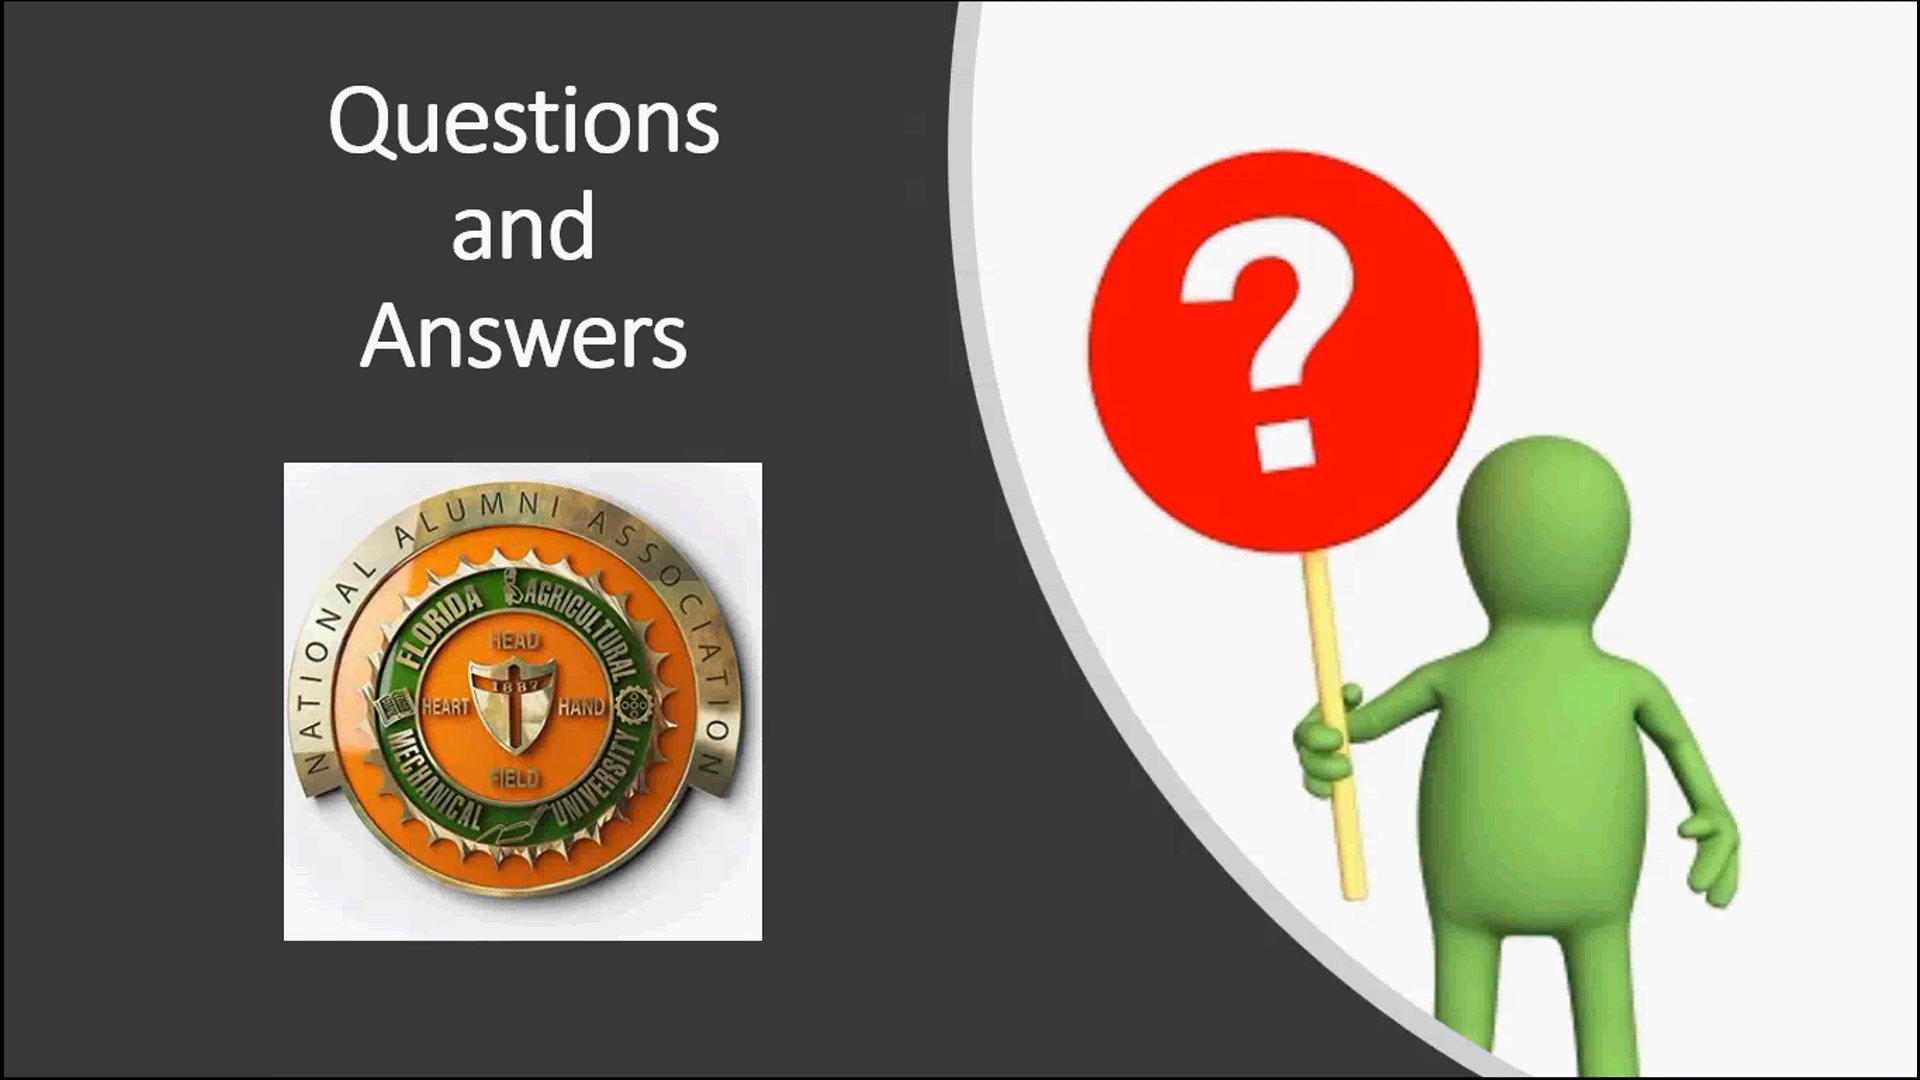 Questions
and
Answers
?
NATIONAL ALUMNI ASSOCIATION
FLORIDA AGRICULTURAL
MECHANICAL UNIVERSITY
HEAD
1887
HEART HAND
FIELD